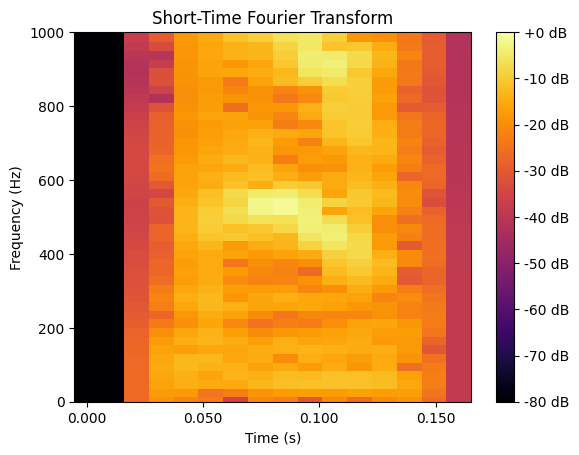 Short-Time Fourier Transform
1000
800
600
400
200
0
Frequency (Hz)
0.000
0.050
0.100
0.150
Time (s)
+0 dB
-10 dB
-20 dB
-30 dB
-40 dB
-50 dB
-60 dB
-70 dB
-80 dB